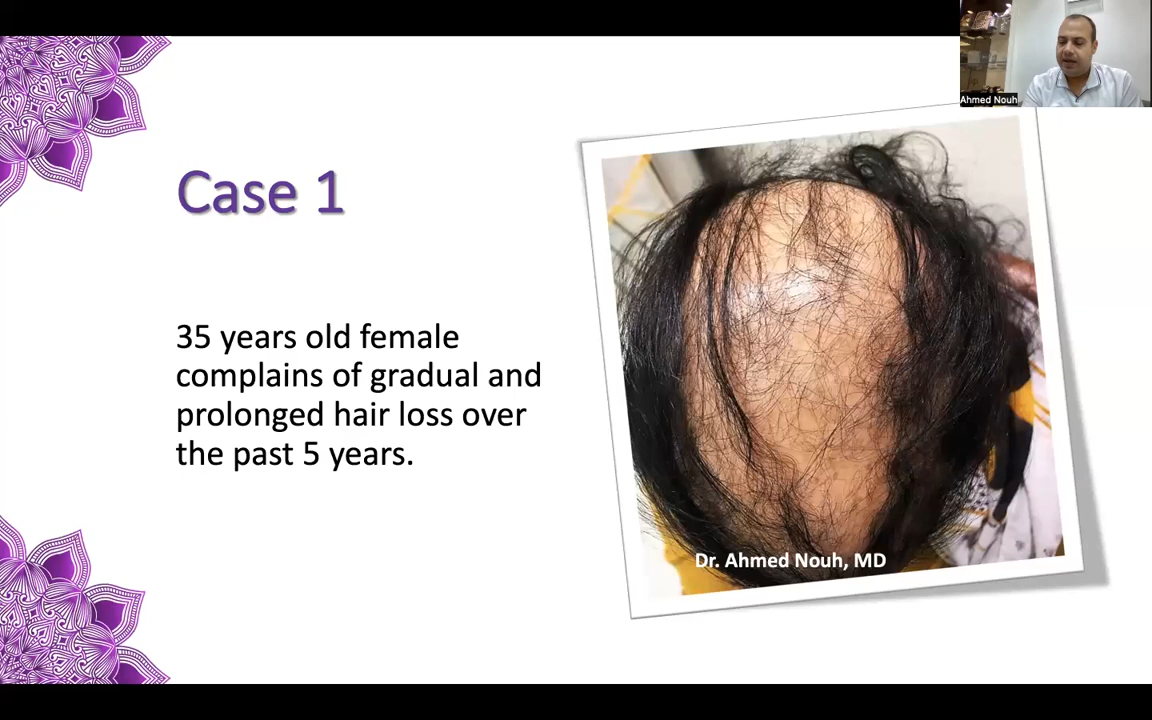 Ahmed Nouh
Case 1
35 years old female
complains of gradual and
prolonged hair loss over
the past 5 years.
Dr. Ahmed Nouh, MD